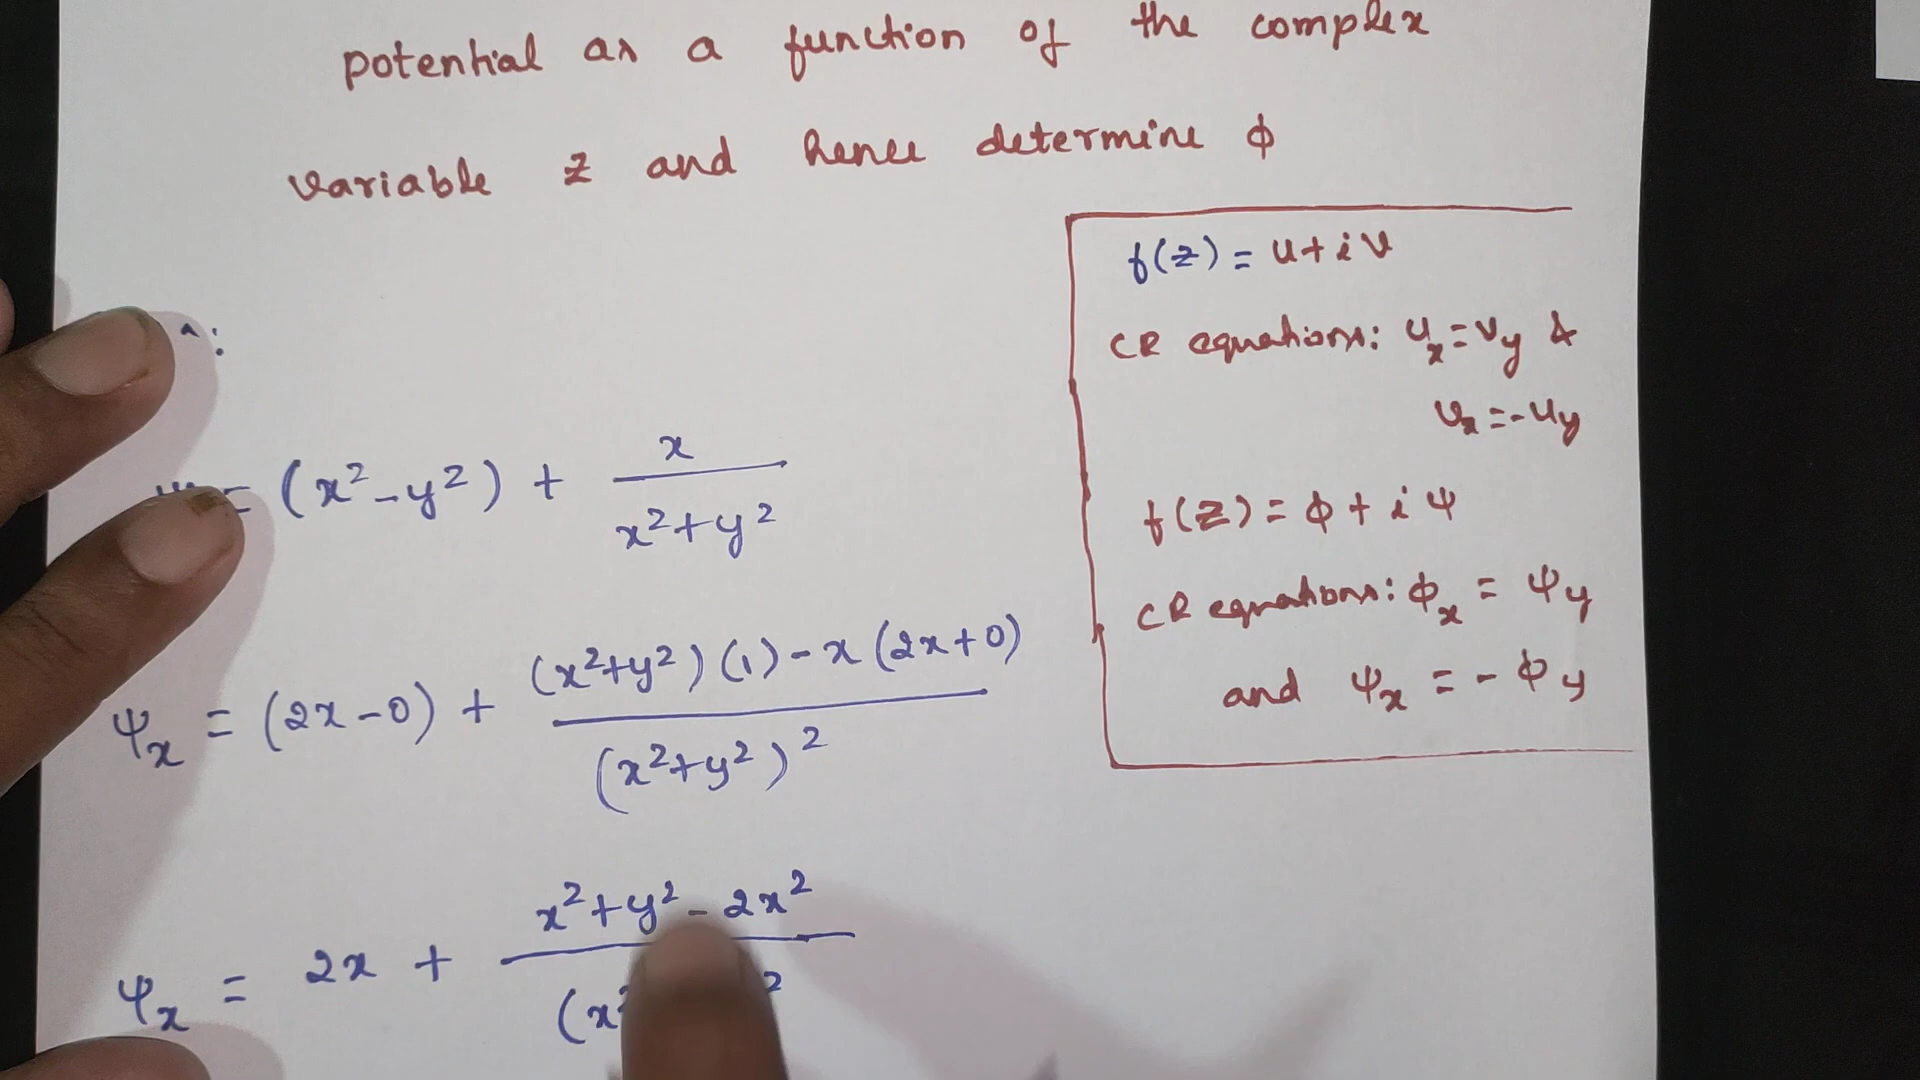 potential as a function of the complex
variable z and hence determine ϕ
f(z) = u + i v
CR equations: u_x = v_y &
v_x = -u_y
f(z) = ϕ + i ψ
CR equations: ϕ_x = ψ_y
and ψ_x = - ϕ_y
= (x² - y²) + x / (x² + y²)
ψ_x = (2x - 0) + ((x² + y²)(1) - x(2x + 0)) / (x² + y²)²
ψ_x = 2x + (x² + y² - 2x²) / (x² ²